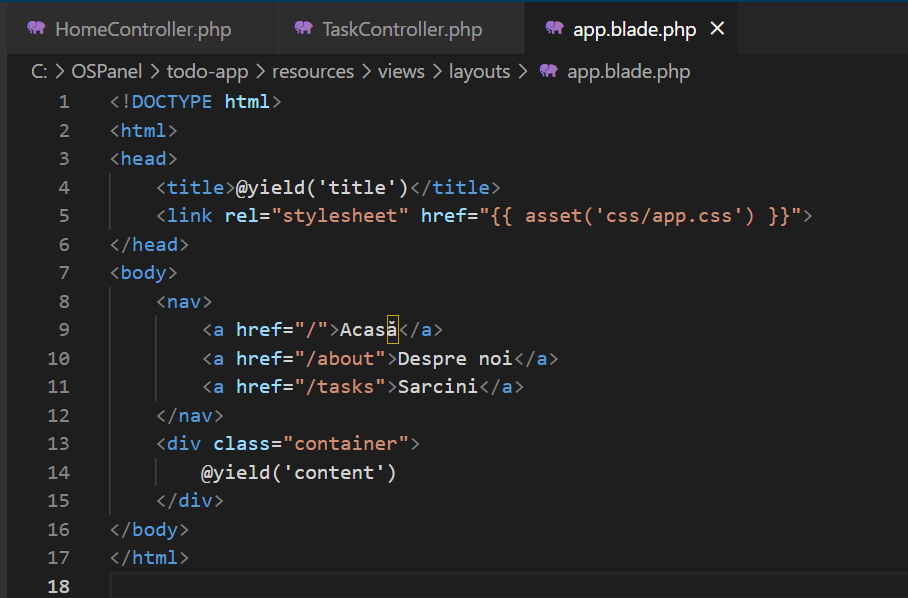 HomeController.php TaskController.php app.blade.php
C: > OSPanel > todo-app > resources > views > layouts > app.blade.php
1 <!DOCTYPE html>
2 <html>
3 <head>
4     <title>@yield('title')</title>
5     <link rel="stylesheet" href="{{ asset('css/app.css') }}">
6 </head>
7 <body>
8     <nav>
9         <a href="/">Acasă</a>
10         <a href="/about">Despre noi</a>
11         <a href="/tasks">Sarcini</a>
12     </nav>
13     <div class="container">
14         @yield('content')
15     </div>
16 </body>
17 </html>
18